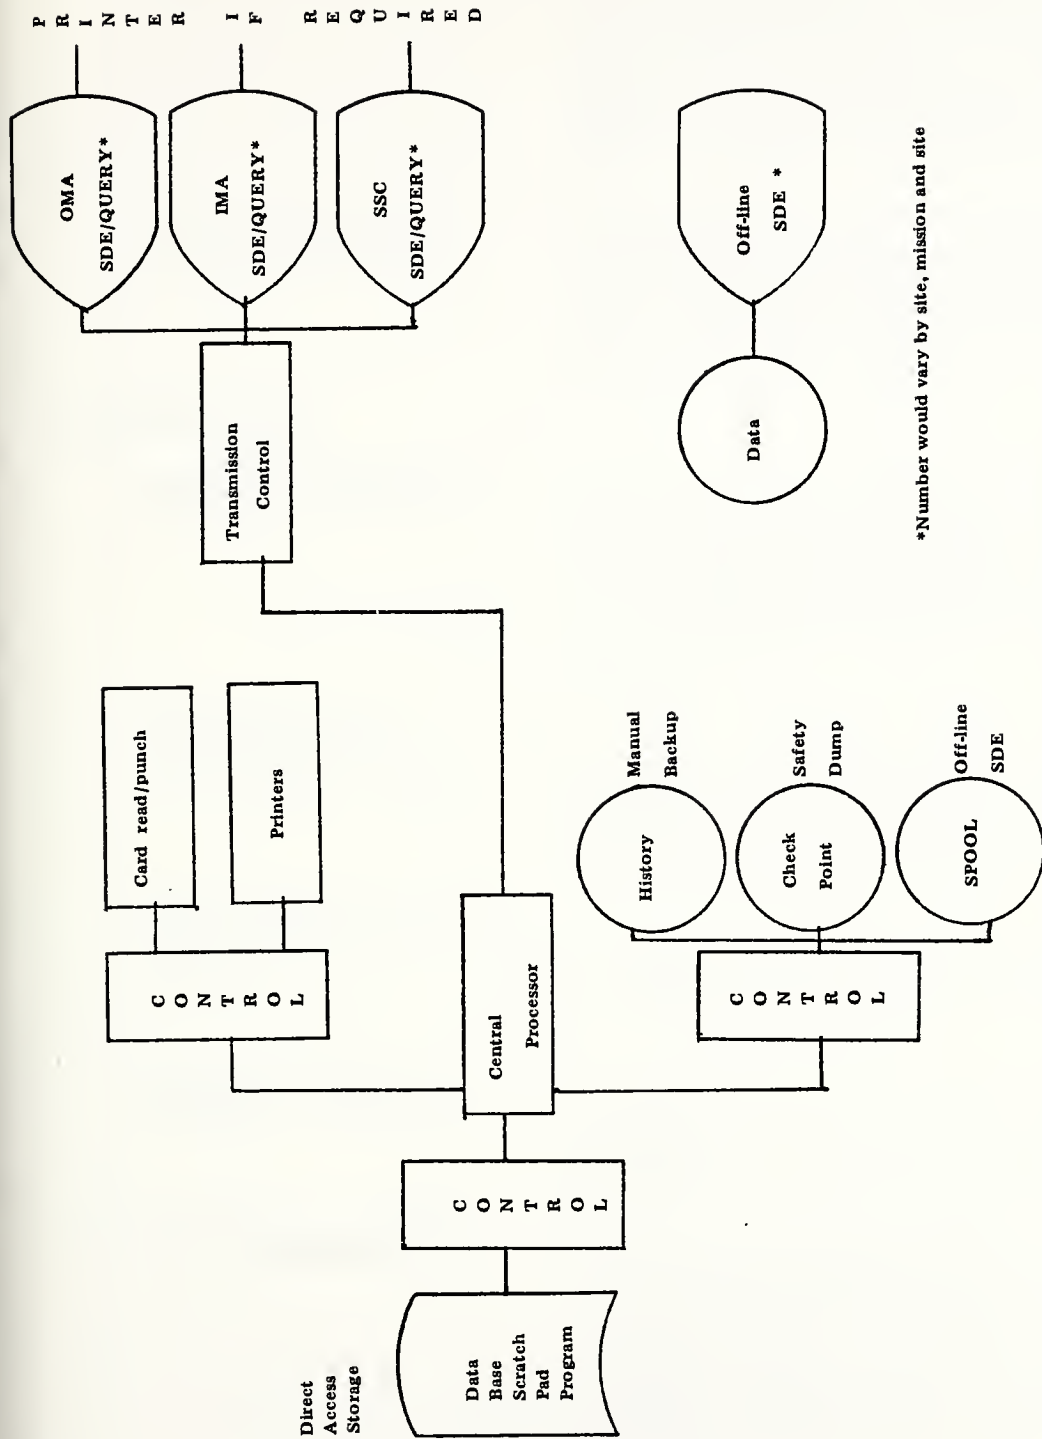 Direct
Access
Storage
Data
Base
Scratch
Pad
Program
CONTROL
Central
Processor
CONTROL
Card read/punch
Printers
CONTROL
History
Manual
Backup
Check
Point
Safety
Dump
SPOOL
Off-line
SDE
Transmission
Control
OMA
SDE/QUERY*
IMA
SDE/QUERY*
SSC
SDE/QUERY*
PRINTER
IF
REQUIRED
Data
Off-line
SDE *
*Number would vary by site, mission and site